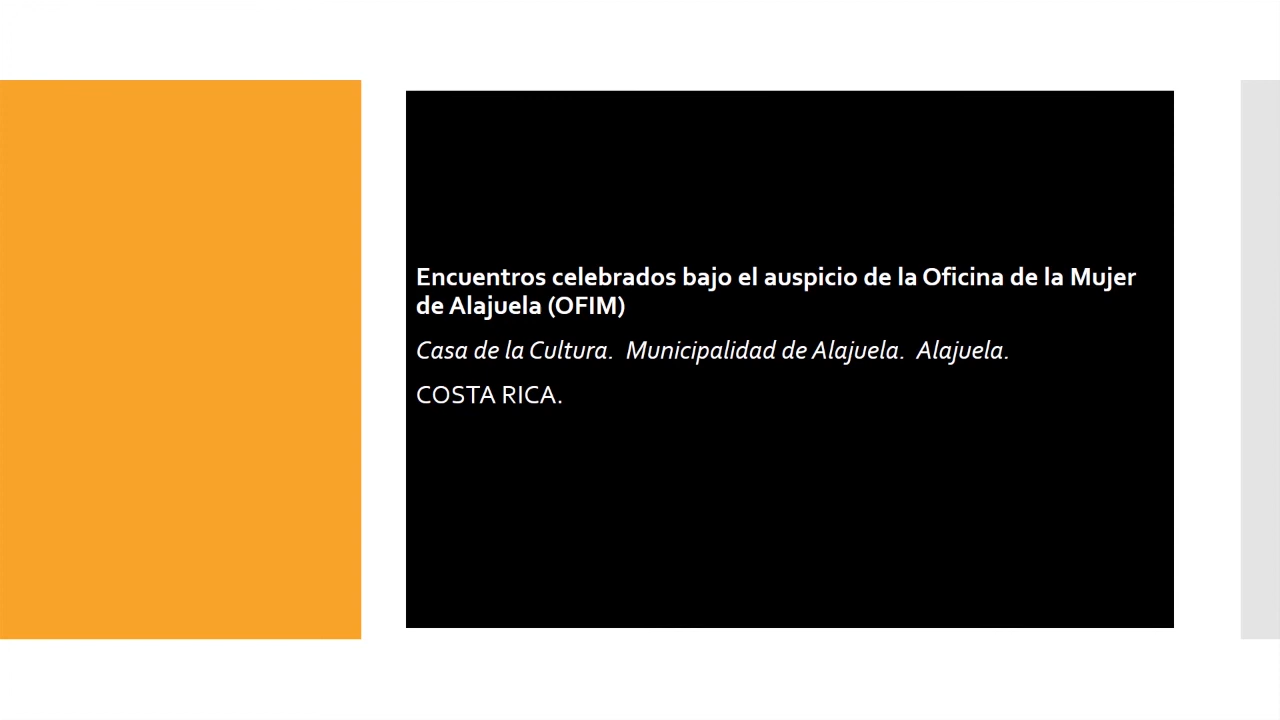 Encuentros celebrados bajo el auspicio de la Oficina de la Mujer
de Alajuela (OFIM)
Casa de la Cultura. Municipalidad de Alajuela. Alajuela.
COSTA RICA.